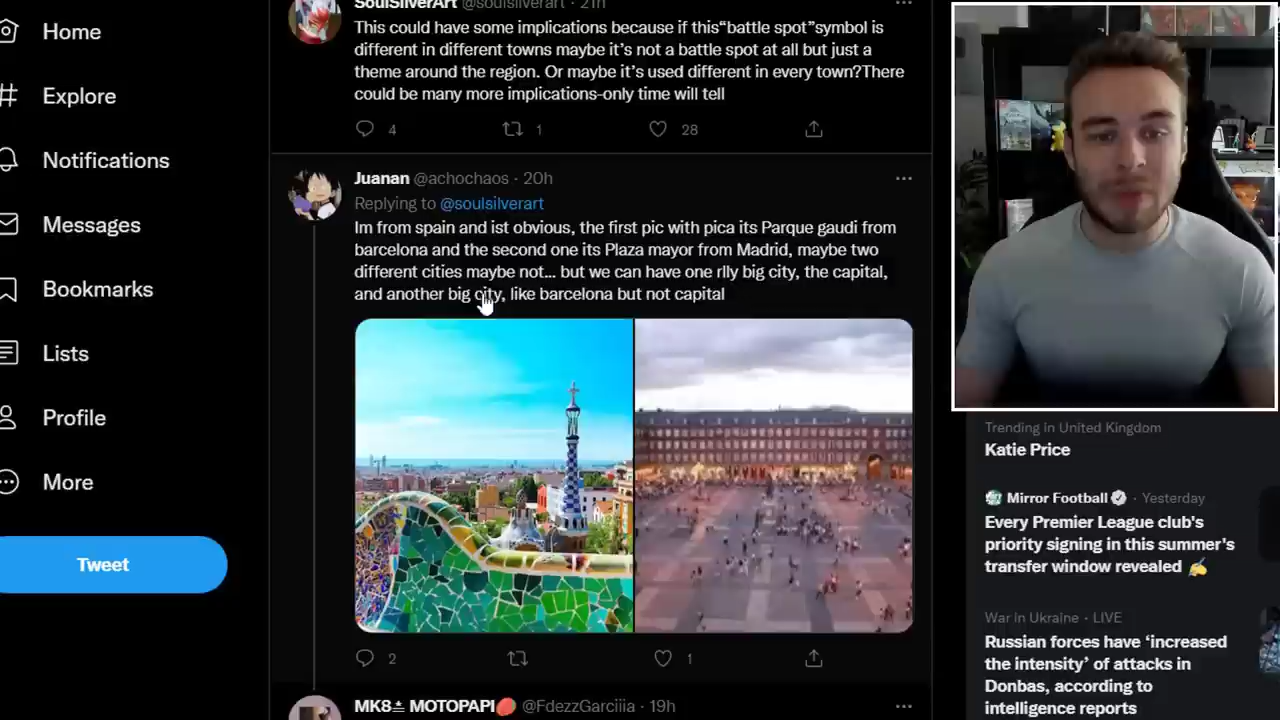 SoulSilverArt @soulsilverart · 21h
This could have some implications because if this“battle spot”symbol is
different in different towns maybe it’s not a battle spot at all but just a
theme around the region. Or maybe it’s used different in every town?There
could be many more implications-only time will tell
4 1 28
Home
Explore
Notifications
Messages
Bookmarks
Lists
Profile
More
Tweet
Juanan @achochaos · 20h
Replying to @soulsilverart
Im from spain and ist obvious, the first pic with pica its Parque gaudi from
barcelona and the second one its Plaza mayor from Madrid, maybe two
different cities maybe not... but we can have one rlly big city, the capital,
and another big city, like barcelona but not capital
2 1
MK8 MOTOPAPI @FdezzGarciiia · 19h
Trending in United Kingdom
Katie Price
Mirror Football · Yesterday
Every Premier League club's
priority signing in this summer's
transfer window revealed ✍️
War in Ukraine · LIVE
Russian forces have ‘increased
the intensity’ of attacks in
Donbas, according to
intelligence reports